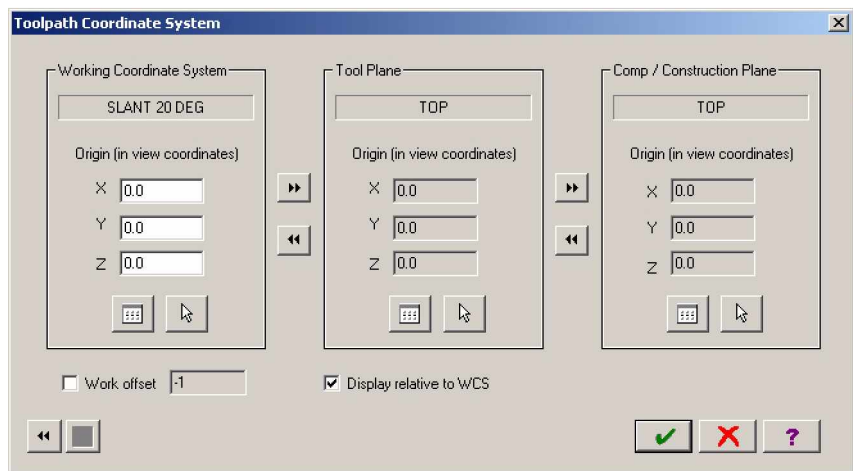 Toolpath Coordinate System
Working Coordinate System
SLANT 20 DEG
Origin (in view coordinates)
X 0.0
Y 0.0
Z 0.0
Work offset -1
Tool Plane
TOP
Origin (in view coordinates)
X 0.0
Y 0.0
Z 0.0
Display relative to WCS
Comp / Construction Plane
TOP
Origin (in view coordinates)
X 0.0
Y 0.0
Z 0.0
?